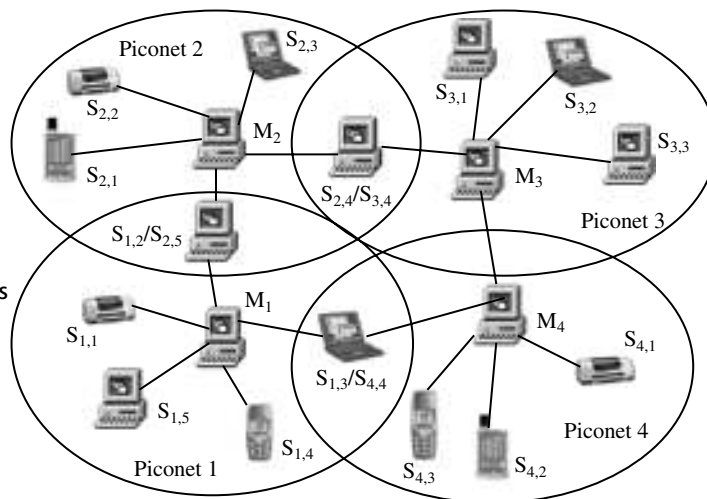 Piconet 2
S2,3
S2,2
M2
S2,1
S2,4/S3,4
S3,1
S3,2
S3,3
M3
Piconet 3
S1,2/S2,5
M1
S1,1
S1,5
S1,4
S1,3/S4,4
Piconet 1
M4
S4,1
S4,3
S4,2
Piconet 4
s